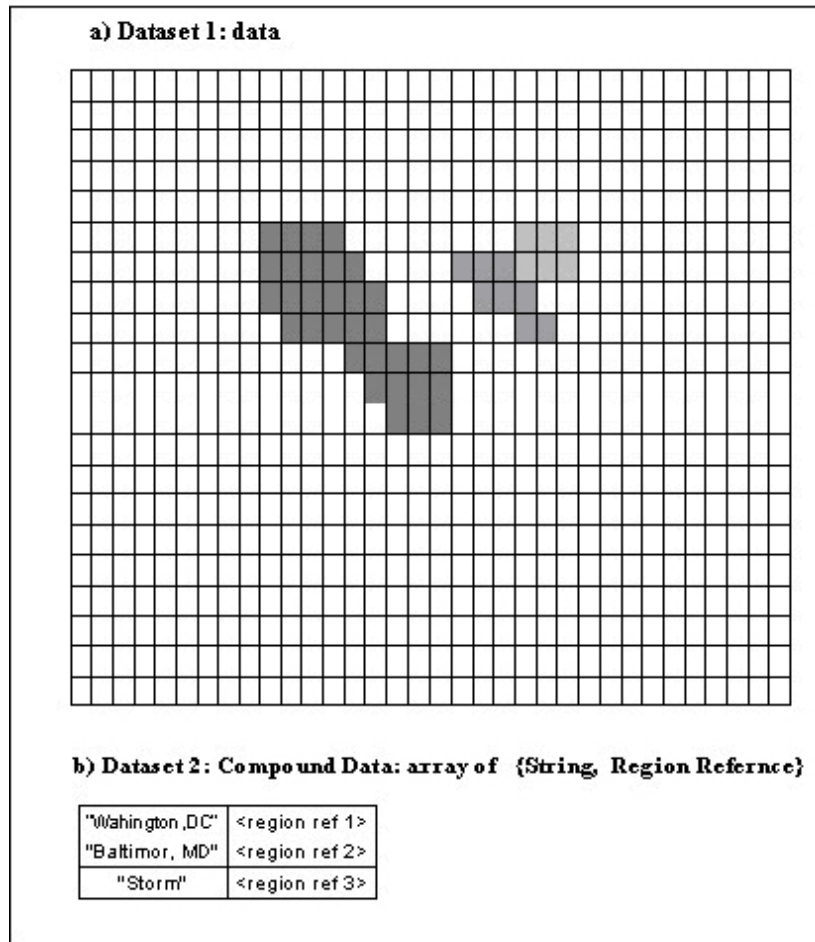 a) Dataset 1: data
b) Dataset 2: Compound Data: array of {String, Region Refernce}
"Wahington,DC" <region ref 1>
"Baltimor, MD" <region ref 2>
"Storm" <region ref 3>